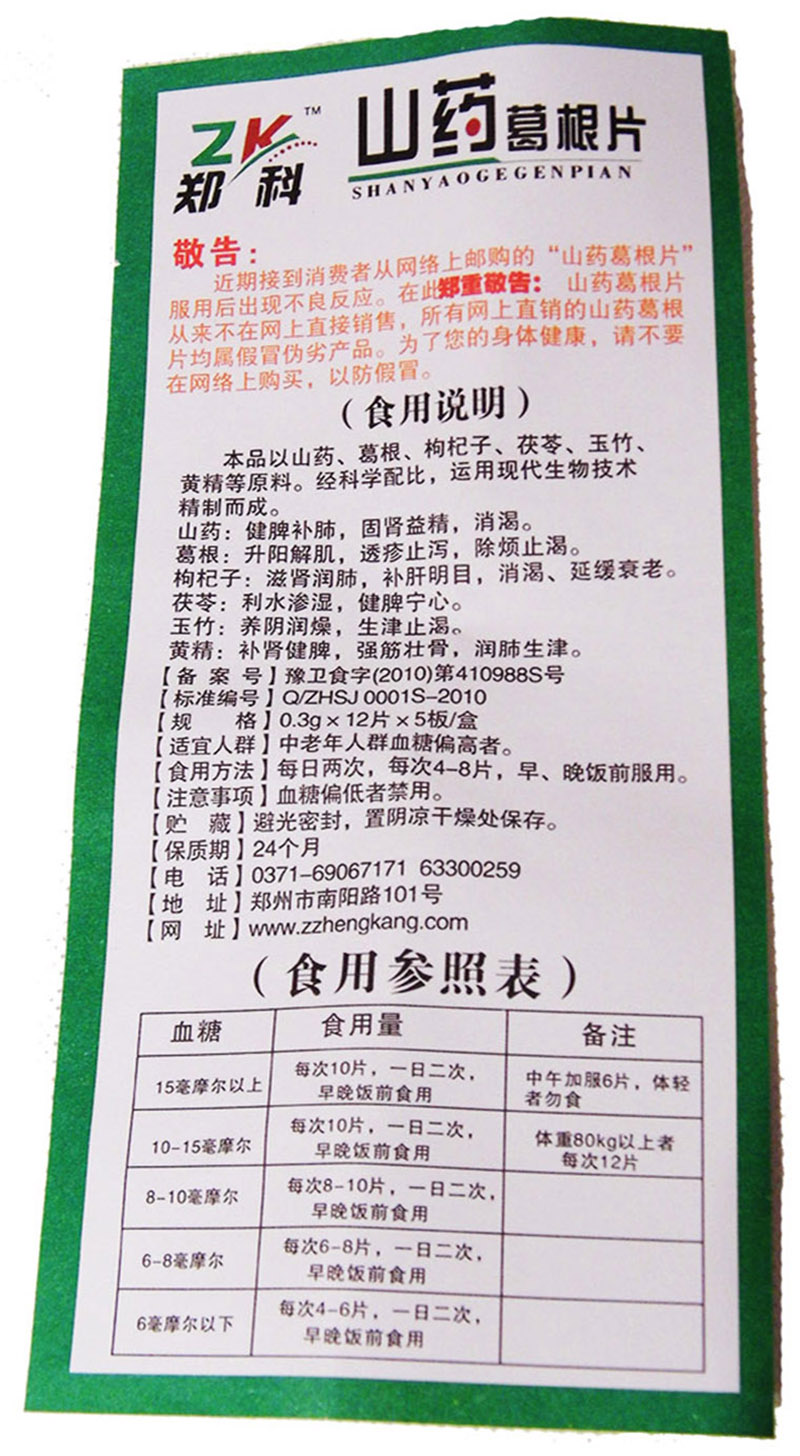 ZK™
郑科
山药葛根片
SHANYAOGEGENPIAN
敬告：
近期接到消费者从网络上邮购的“山药葛根片”
服用后出现不良反应。在此郑重敬告： 山药葛根片
从来不在网上直接销售，所有网上直销的山药葛根
片均属假冒伪劣产品。为了您的身体健康，请不要
在网络上购买，以防假冒。
（食用说明）
本品以山药、葛根、枸杞子、茯苓、玉竹、
黄精等原料。经科学配比，运用现代生物技术
精制而成。
山药：健脾补肺，固肾益精，消渴。
葛根：升阳解肌，透疹止泻，除烦止渴。
枸杞子：滋肾润肺，补肝明目，消渴、延缓衰老。
茯苓：利水渗湿，健脾宁心。
玉竹：养阴润燥，生津止渴。
黄精：补肾健脾，强筋壮骨，润肺生津。
【备 案 号】豫卫食字(2010)第410988S号
【标准编号】Q/ZHSJ 0001S-2010
【规 格】0.3g×12片×5板/盒
【适宜人群】中老年人群血糖偏高者。
【食用方法】每日两次，每次4-8片，早、晚饭前服用。
【注意事项】血糖偏低者禁用。
【贮 藏】避光密封，置阴凉干燥处保存。
【保质期】24个月
【电 话】0371-69067171 63300259
【地 址】郑州市南阳路101号
【网 址】www.zzhengkang.com
（食用参照表）
血糖 食用量 备注
15毫摩尔以上 每次10片，一日二次，
早晚饭前食用
中午加服6片，体轻
者勿食
10-15毫摩尔 每次10片，一日二次，
早晚饭前食用
体重80kg以上者
每次12片
8-10毫摩尔 每次8-10片，一日二次，
早晚饭前食用
6-8毫摩尔 每次6-8片，一日二次，
早晚饭前食用
6毫摩尔以下 每次4-6片，一日二次，
早晚饭前食用